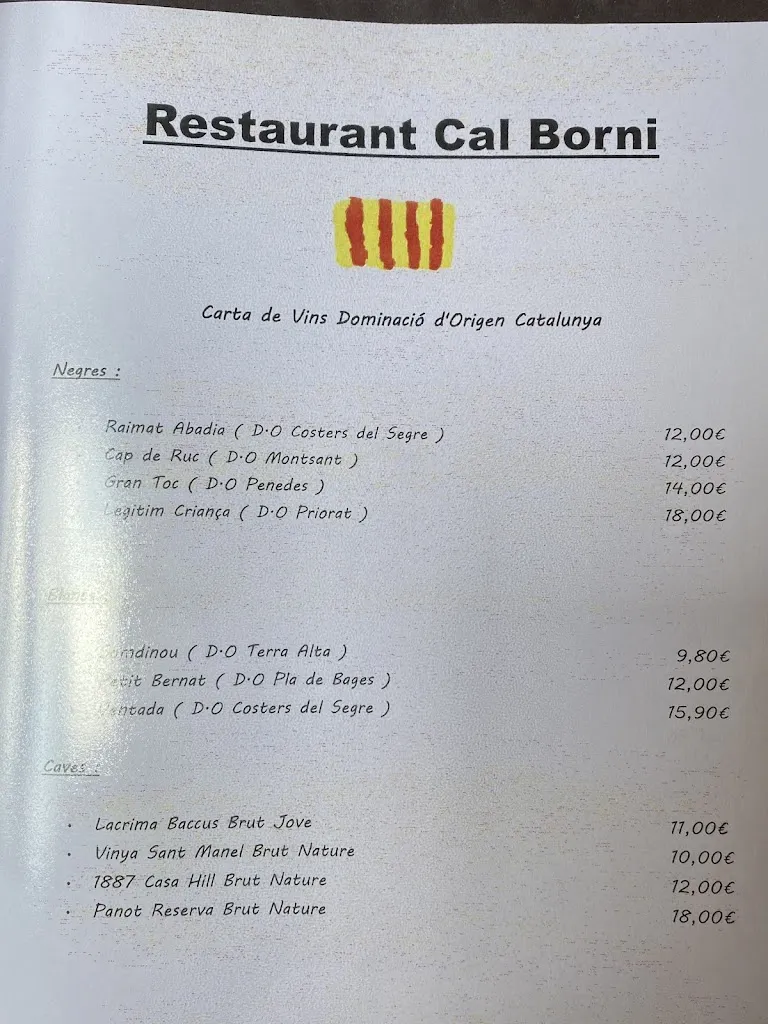 Restaurant Cal Borni
Carta de Vins Dominació d'Origen Catalunya
Negres :
Raimat Abadia ( D·O Costers del Segre ) 12,00€
Cap de Ruc ( D·O Montsant ) 12,00€
Gran Toc ( D·O Penedes ) 14,00€
Legitim Criança ( D·O Priorat ) 18,00€
( D·O Terra Alta ) 9,80€
Petit Bernat ( D·O Pla de Bages ) 12,00€
( D·O Costers del Segre ) 15,90€
Caves :
· Lacrima Baccus Brut Jove 11,00€
· Vinya Sant Manel Brut Nature 10,00€
· 1887 Casa Hill Brut Nature 12,00€
· Panot Reserva Brut Nature 18,00€